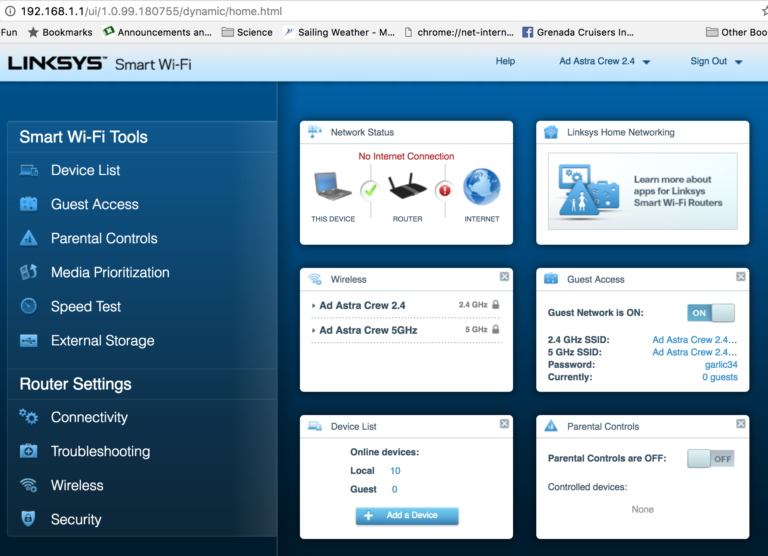 192.168.1.1/ui/1.0.99.180755/dynamic/home.html
Fun Bookmarks Announcements an... Science Sailing Weather - M... chrome://net-intern... Grenada Cruisers In... Other Boo
LINKSYS™ Smart Wi-Fi
Help Ad Astra Crew 2.4 Sign Out
Smart Wi-Fi Tools
Device List
Guest Access
Parental Controls
Media Prioritization
Speed Test
External Storage
Router Settings
Connectivity
Troubleshooting
Wireless
Security
Network Status
No Internet Connection
THIS DEVICE ROUTER INTERNET
Linksys Home Networking
Learn more about
apps for Linksys
Smart Wi-Fi Routers
Wireless
Ad Astra Crew 2.4 2.4 GHz
Ad Astra Crew 5GHz 5 GHz
Guest Access
Guest Network is ON: ON
2.4 GHz SSID: Ad Astra Crew 2.4...
5 GHz SSID: Ad Astra Crew 2.4...
Password: garlic34
Currently: 0 guests
Device List
Online devices:
Local 10
Guest 0
Add a Device
Parental Controls
Parental Controls are OFF: OFF
Controlled devices:
None